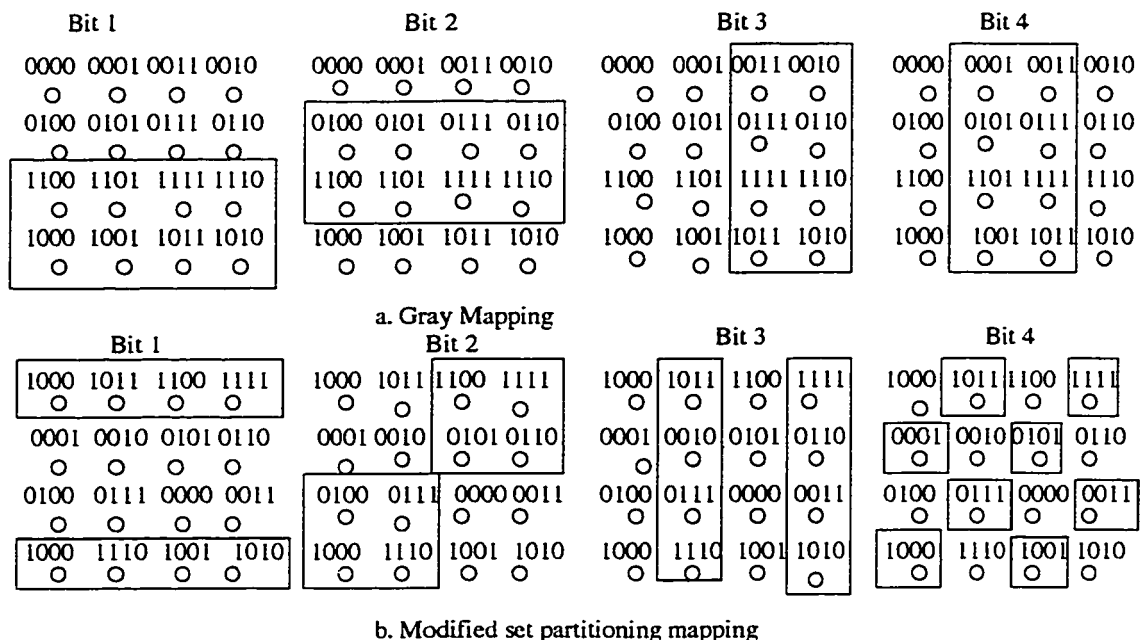 Bit 1 Bit 2 Bit 3 Bit 4
0000 0001 0011 0010 0000 0001 0011 0010 0000 0001 0011 0010 0000 0001 0011 0010
0100 0101 0111 0110 0100 0101 0111 0110 0100 0101 0111 0110 0100 0101 0111 0110
1100 1101 1111 1110 1100 1101 1111 1110 1100 1101 1111 1110 1100 1101 1111 1110
1000 1001 1011 1010 1000 1001 1011 1010 1000 1001 1011 1010 1000 1001 1011 1010
a. Gray Mapping
Bit 1 Bit 2 Bit 3 Bit 4
1000 1011 1100 1111 1000 1011 1100 1111 1000 1011 1100 1111 1000 1011 1100 1111
0001 0010 0101 0110 0001 0010 0101 0110 0001 0010 0101 0110 0001 0010 0101 0110
0100 0111 0000 0011 0100 0111 0000 0011 0100 0111 0000 0011 0100 0111 0000 0011
1000 1110 1001 1010 1000 1110 1001 1010 1000 1110 1001 1010 1000 1110 1001 1010
b. Modified set partitioning mapping